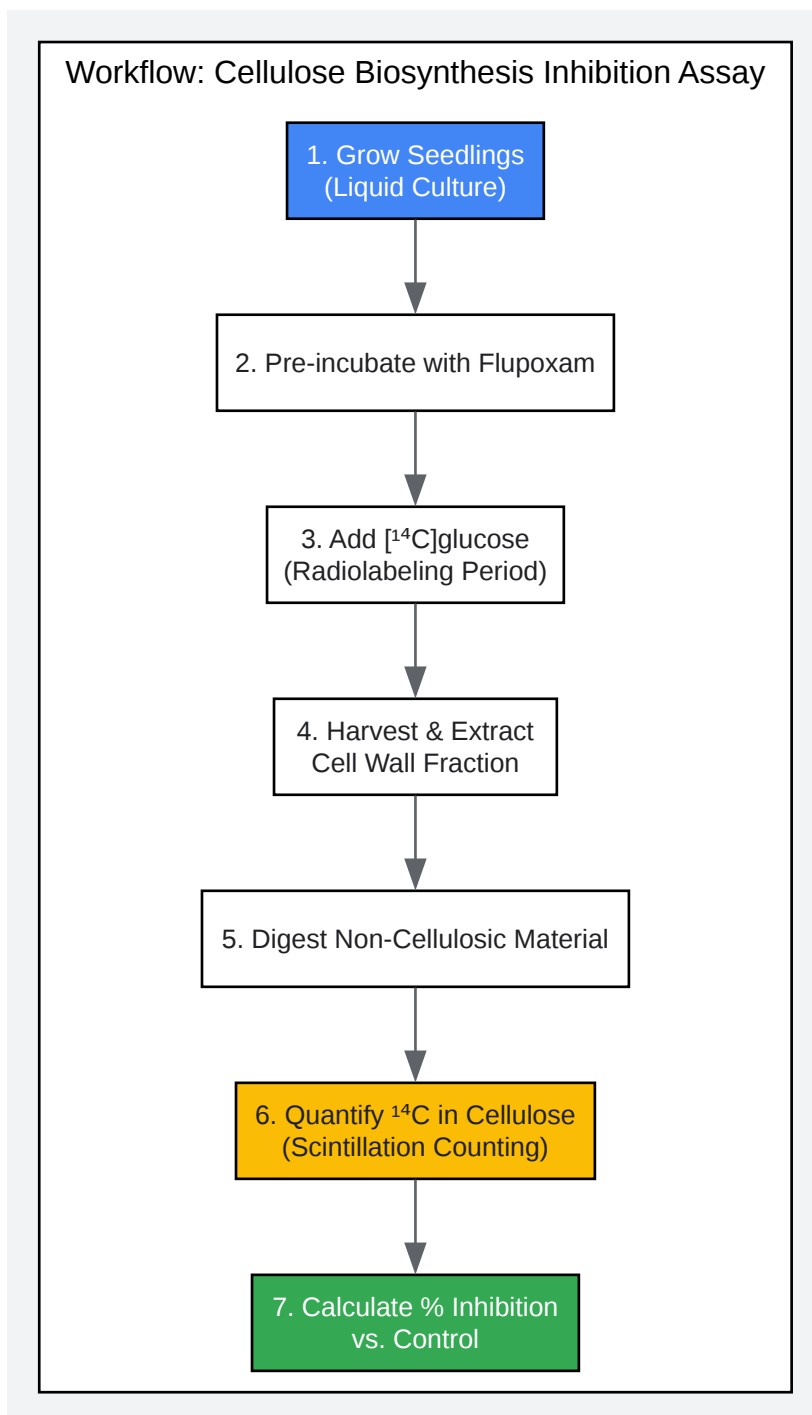 Workflow: Cellulose Biosynthesis Inhibition Assay
1. Grow Seedlings
(Liquid Culture)
2. Pre-incubate with Flupoxam
3. Add [¹⁴C]glucose
(Radiolabeling Period)
4. Harvest & Extract
Cell Wall Fraction
5. Digest Non-Cellulosic Material
6. Quantify ¹⁴C in Cellulose
(Scintillation Counting)
7. Calculate % Inhibition
vs. Control